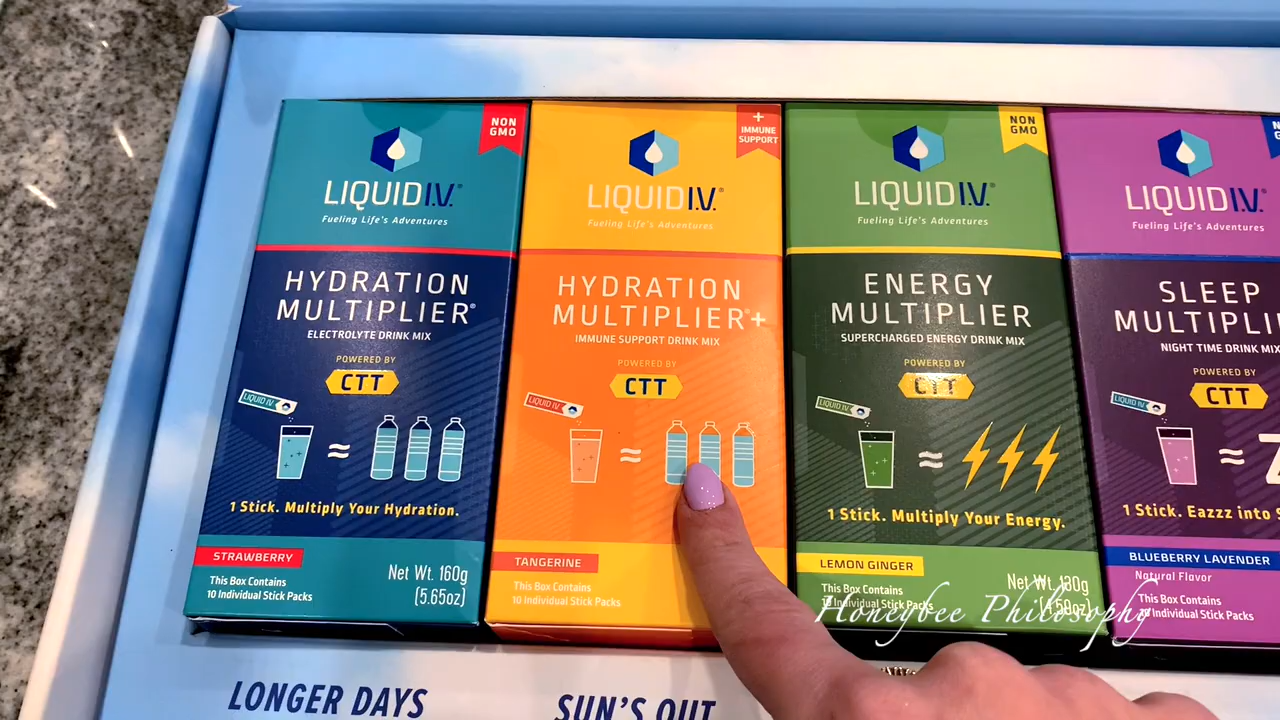 NON
GMO
LIQUID I.V.®
Fueling Life's Adventures
HYDRATION
MULTIPLIER®
ELECTROLYTE DRINK MIX
POWERED BY
CTT
LIQUID I.V.
≈
1 Stick. Multiply Your Hydration.
STRAWBERRY
This Box Contains
10 Individual Stick Packs
Net Wt. 160g
(5.65oz)
+
IMMUNE
SUPPORT
LIQUID I.V.®
Fueling Life's Adventures
HYDRATION
MULTIPLIER®+
IMMUNE SUPPORT DRINK MIX
POWERED BY
CTT
LIQUID I.V.
≈
1 Stick.
TANGERINE
This Box Contains
10 Individual Stick Packs
NON
GMO
LIQUID I.V.®
Fueling Life's Adventures
ENERGY
MULTIPLIER
SUPERCHARGED ENERGY DRINK MIX
POWERED BY
CTT
LIQUID I.V.
≈
1 Stick. Multiply Your Energy.
LEMON GINGER
This Box Contains
Individual Stick Packs
Net Wt.
LIQUID I.V.®
Fueling Life's Adventures
SLEEP
NIGHT TIME DRINK MIX
POWERED BY
CTT
LIQUID I.V.
≈
1 Stick. Eazzz into
BLUEBERRY LAVENDER
Natural Flavor
This Box Contains
Individual Stick Packs
Honeybee Philosophy
LONGER DAYS
SUN'S OUT